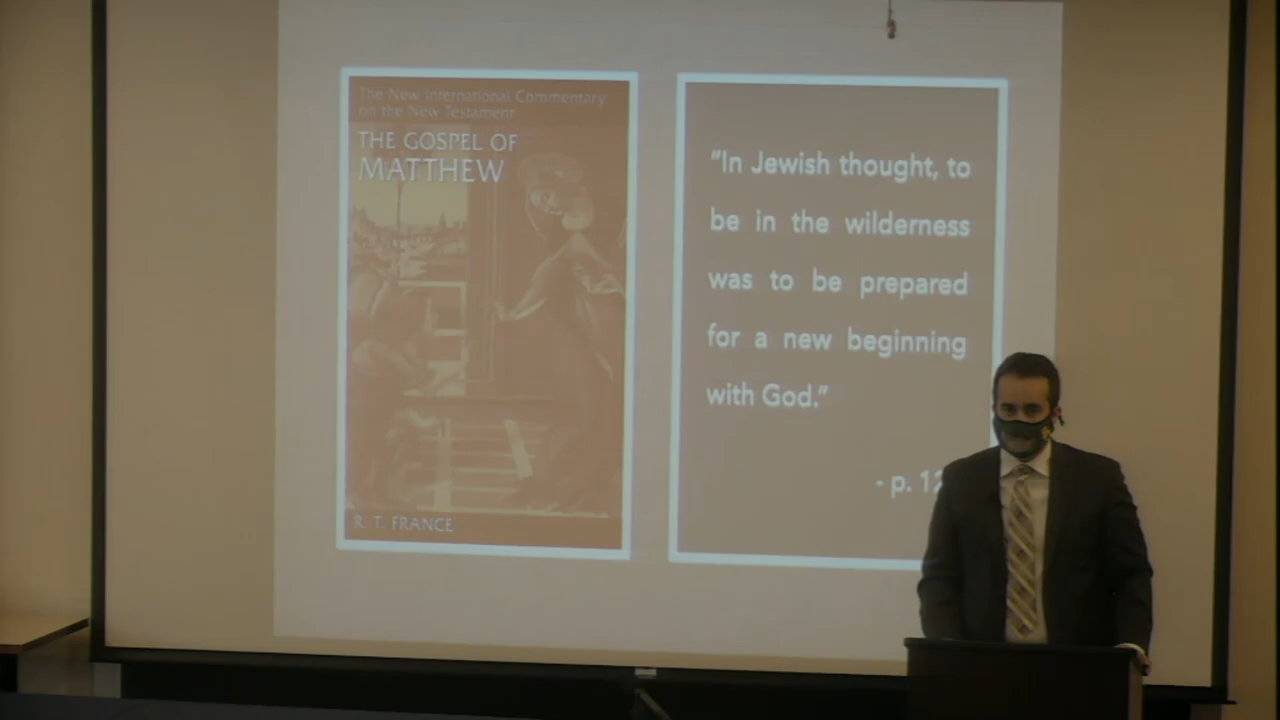 The New International Commentary
on the New Testament
THE GOSPEL OF
MATTHEW
R. T. FRANCE
“In Jewish thought, to
be in the wilderness
was to be prepared
for a new beginning
with God.”
- p. 12